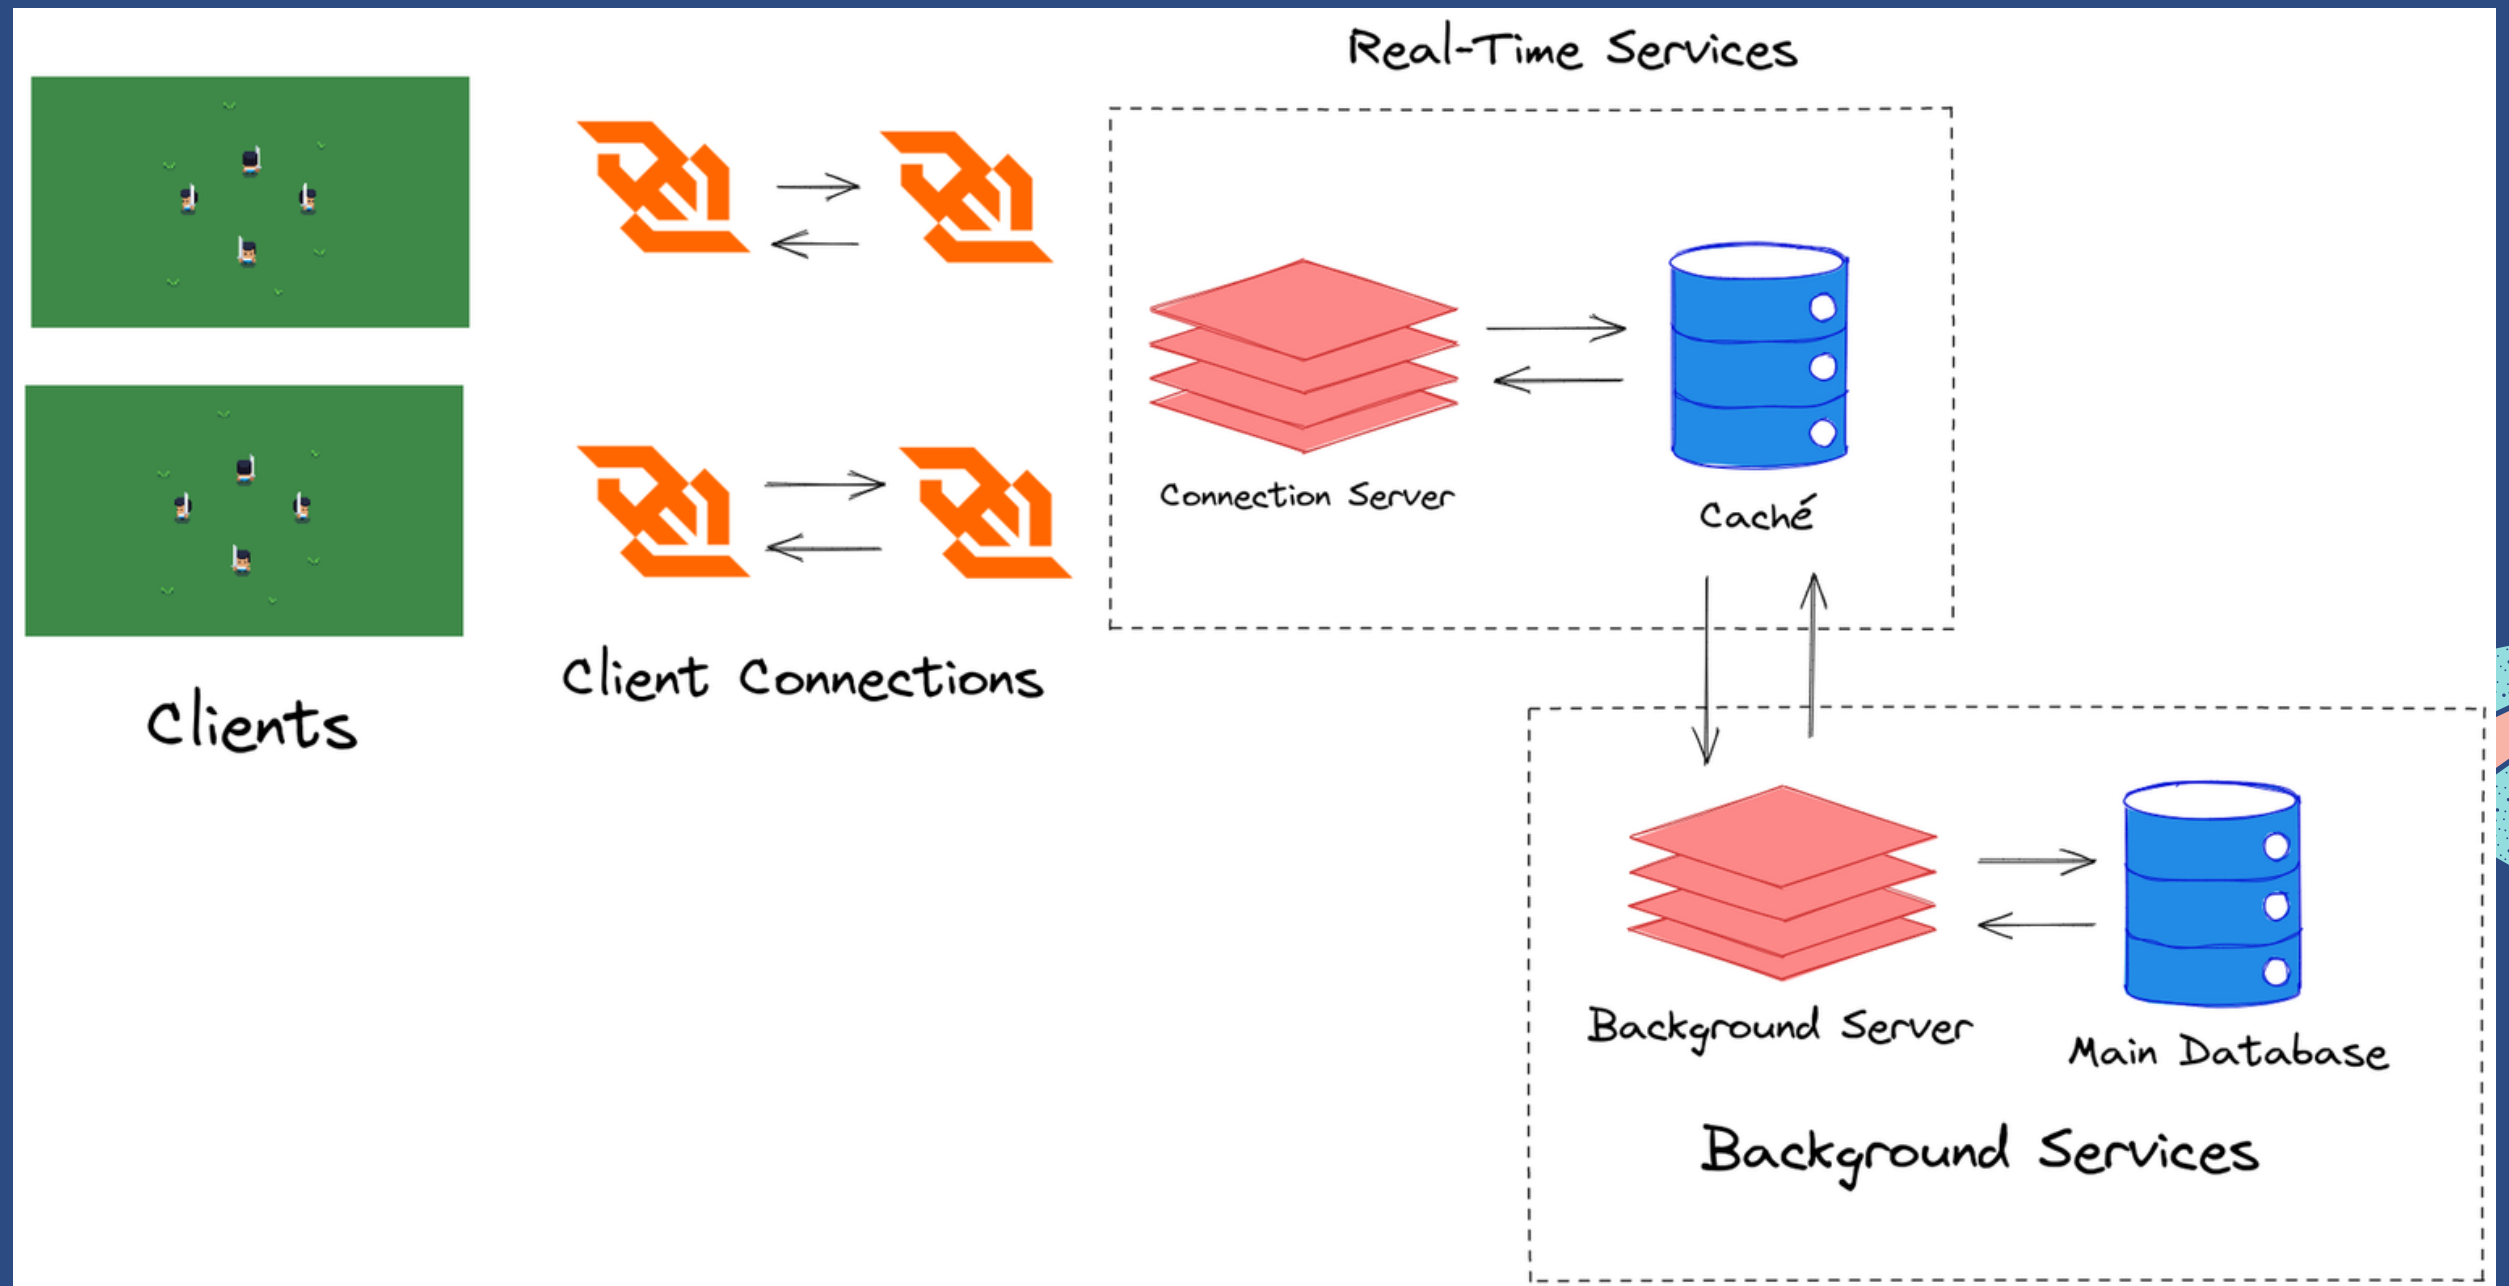 Real-Time Services
Connection Server
Caché
Client Connections
Clients
Background Server
Main Database
Background Services